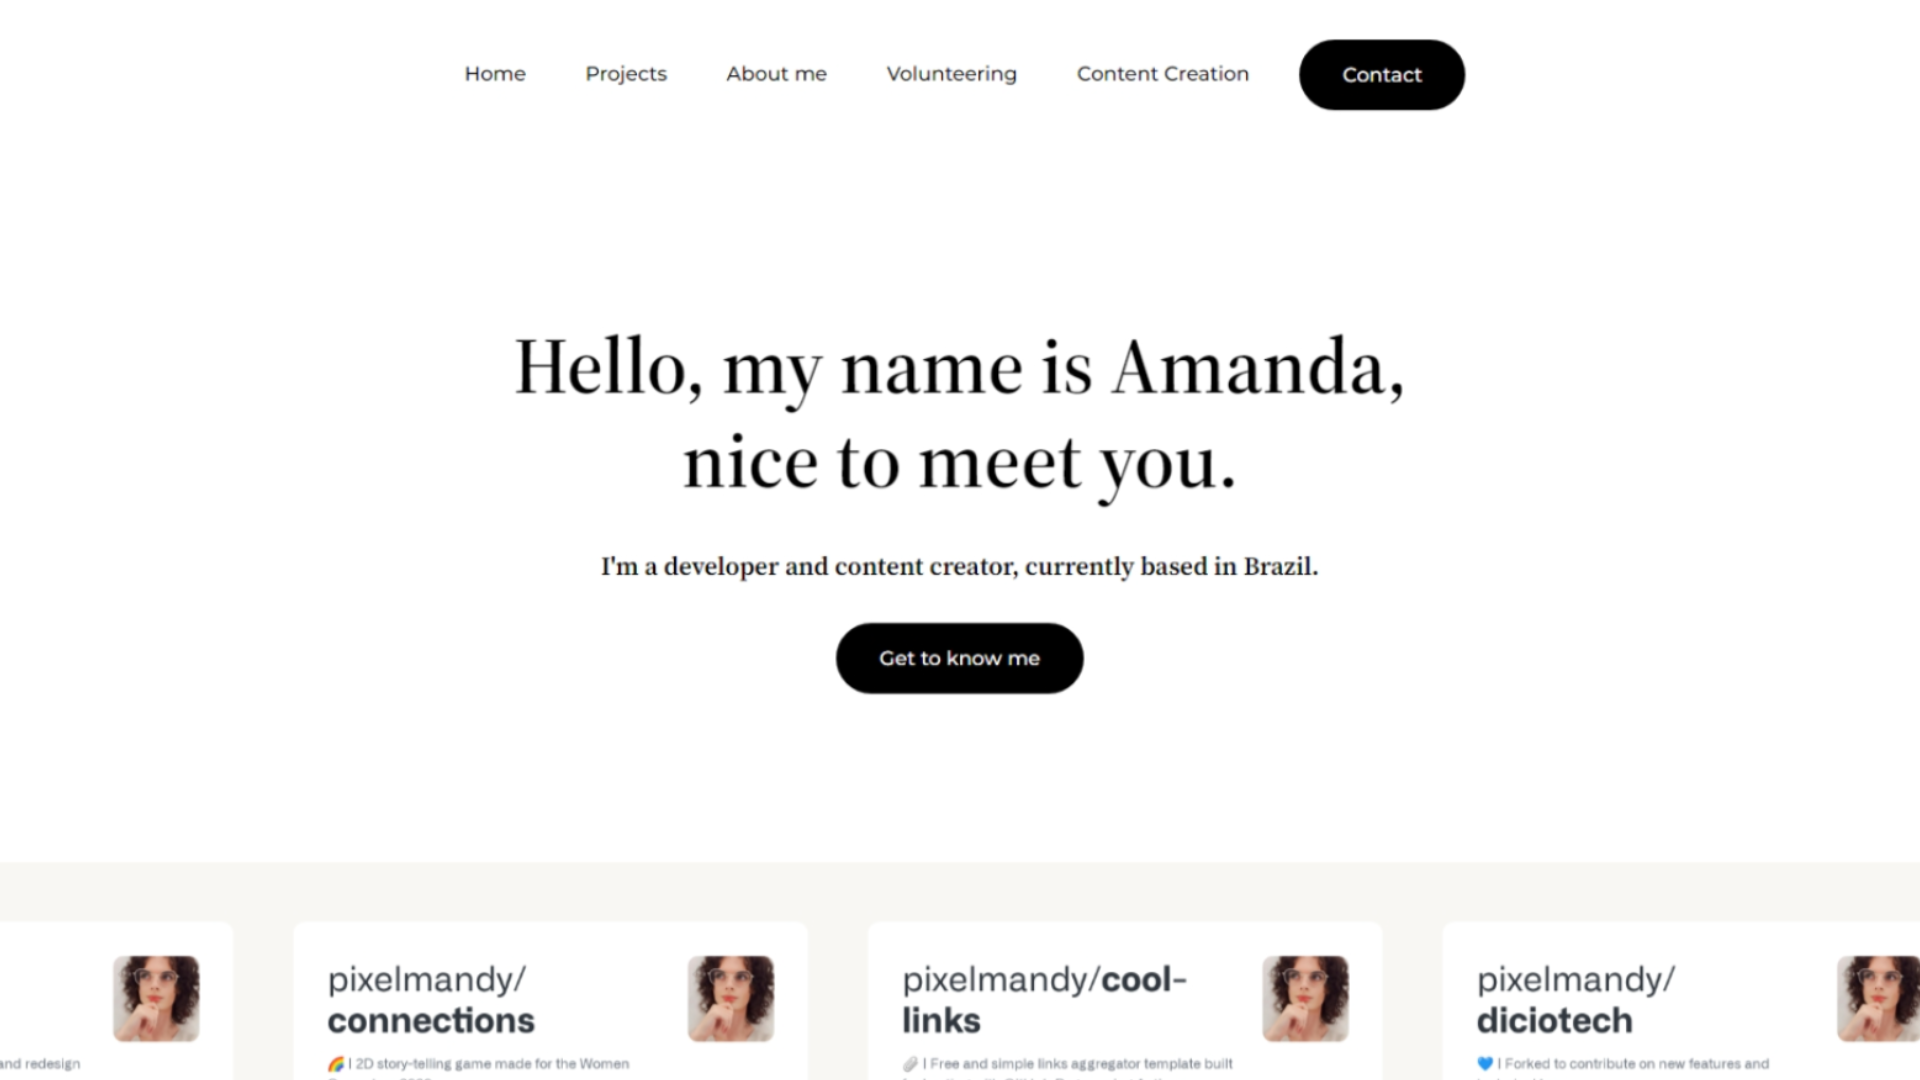 Home Projects About me Volunteering Content Creation Contact
Hello, my name is Amanda,
nice to meet you.
I'm a developer and content creator, currently based in Brazil.
Get to know me
and redesign
pixelmandy/
connections
🌈 | 2D story-telling game made for the Women
pixelmandy/cool-
links
📎 | Free and simple links aggregator template built
pixelmandy/
diciotech
💙 | Forked to contribute on new features and